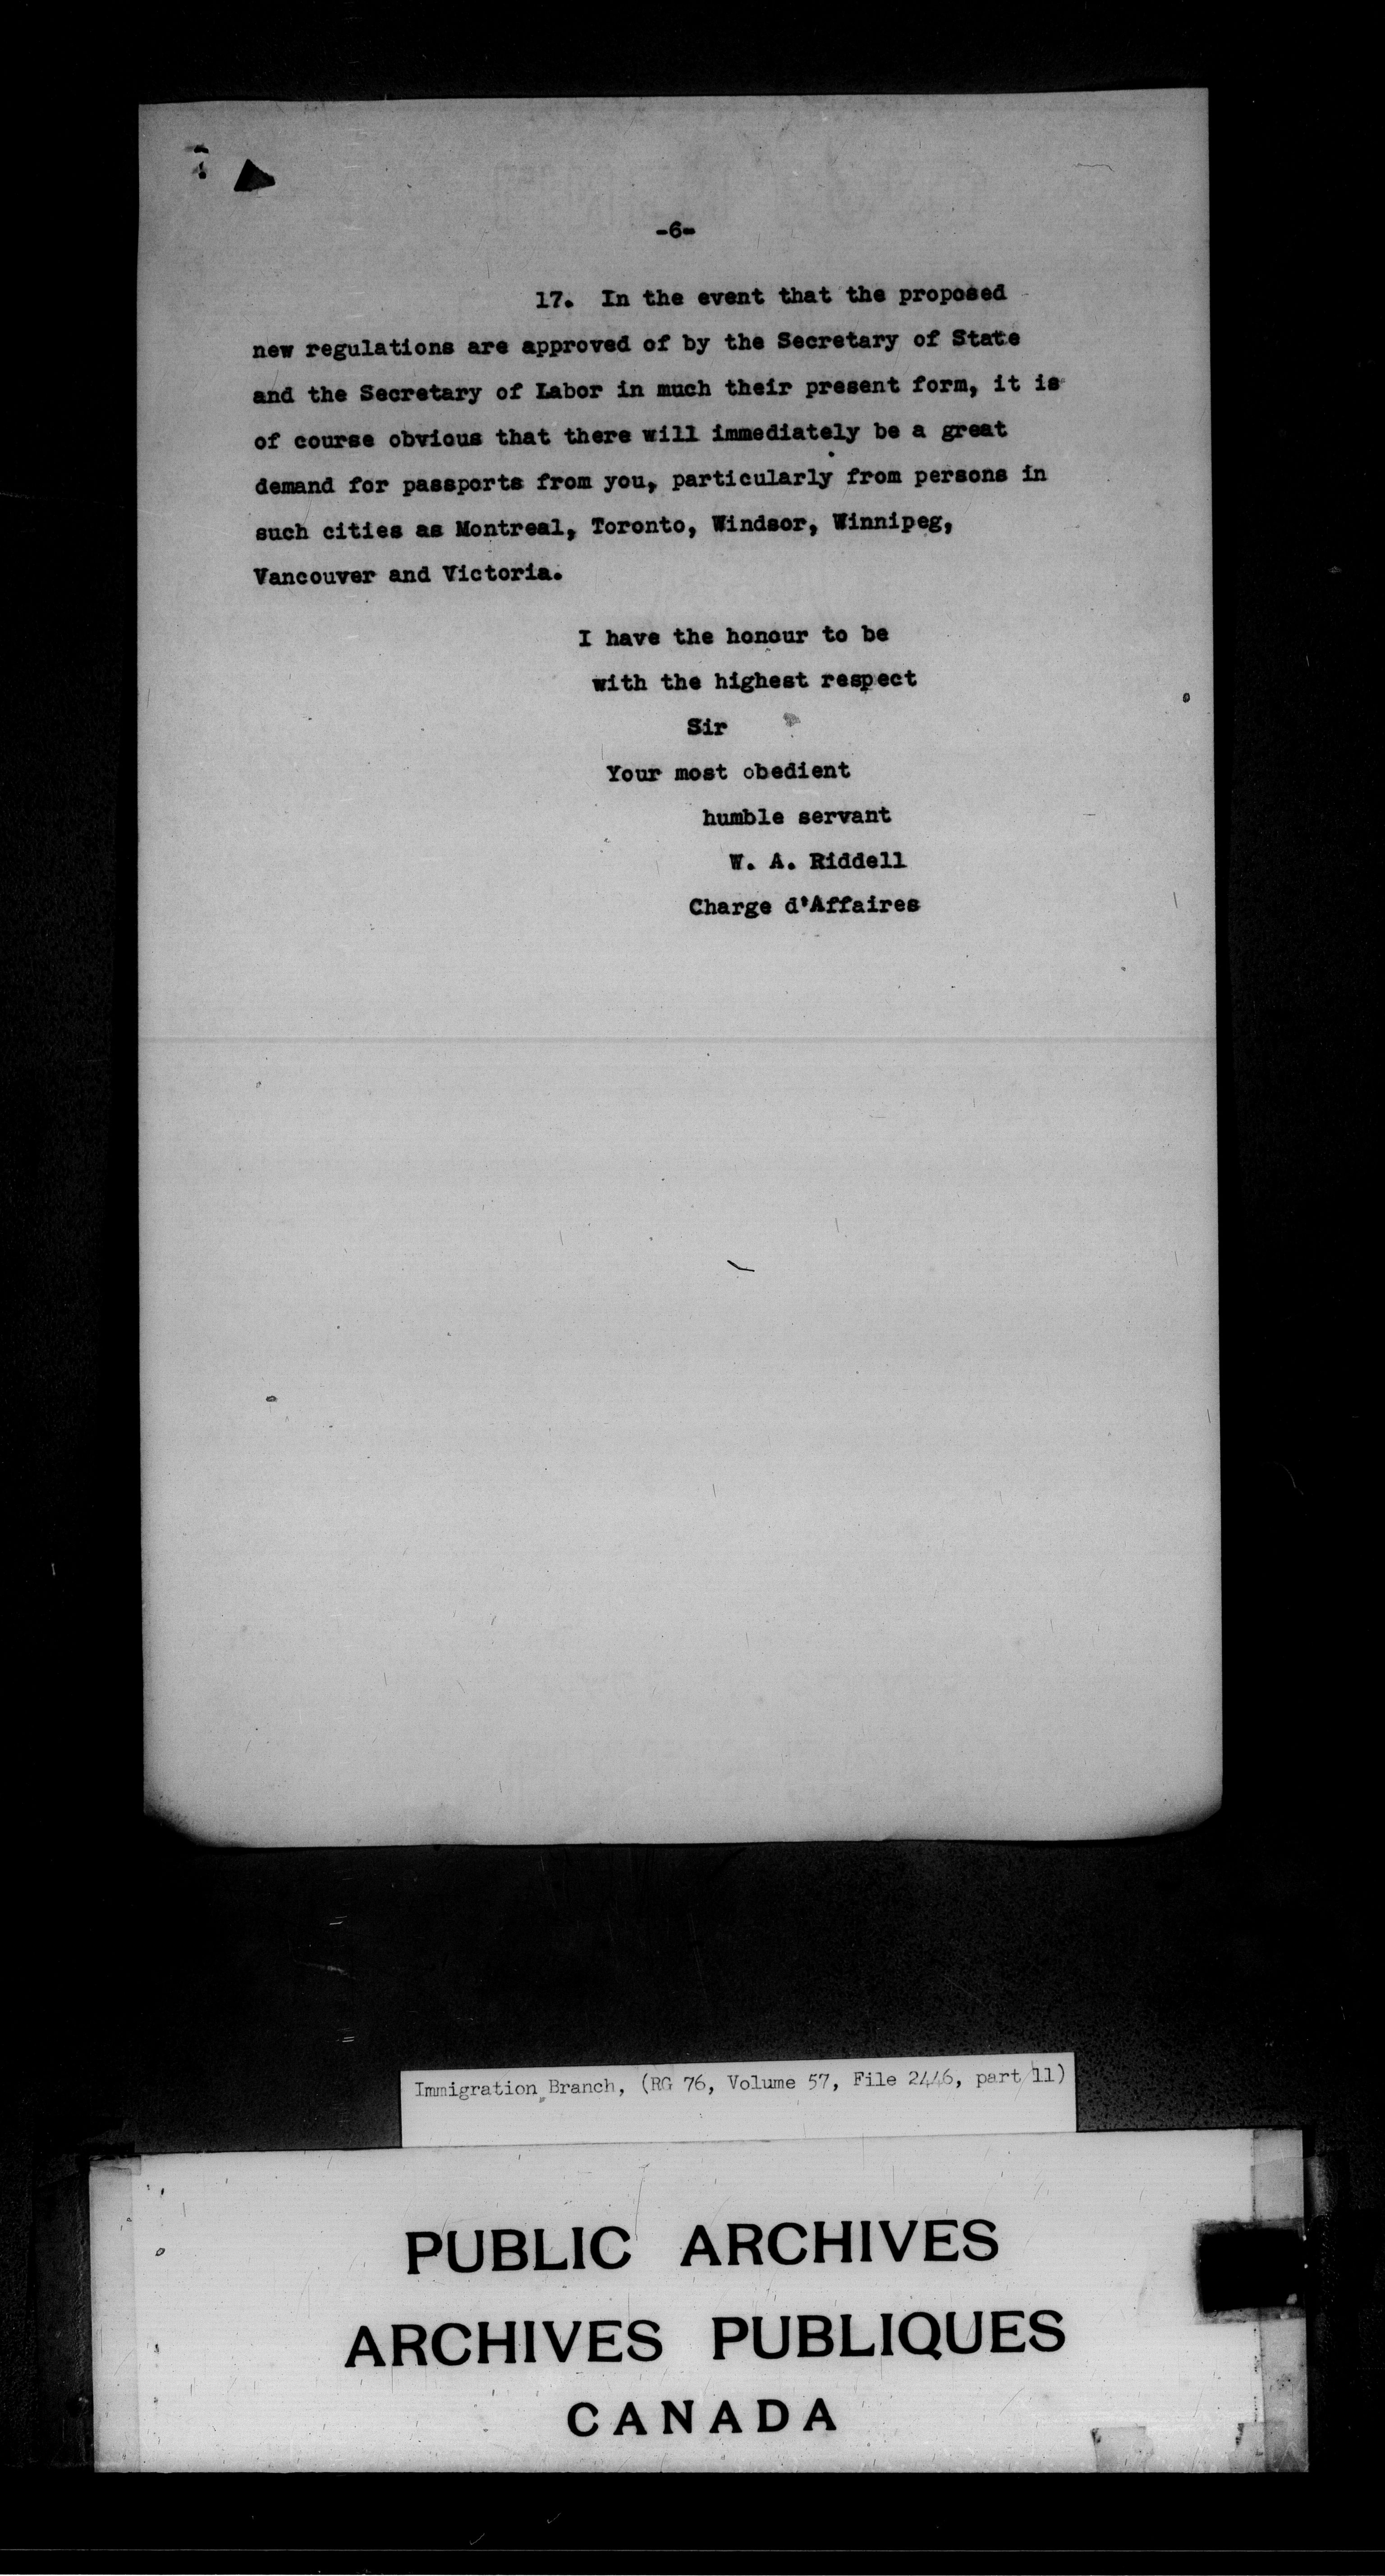 -6-
17. In the event that the proposed
new regulations are approved of by the Secretary of State
and the Secretary of Labor in much their present form, it is
of course obvious that there will immediately be a great
demand for passports from you, particularly from persons in
such cities as Montreal, Toronto, Windsor, Winnipeg,
Vancouver and Victoria.
I have the honour to be
with the highest respect
Sir
Your most obedient
humble servant
W. A. Riddell
Charge d'Affaires
Immigration Branch, (RG 76, Volume 57, File 2446, part 11)
PUBLIC ARCHIVES
ARCHIVES PUBLIQUES
CANADA